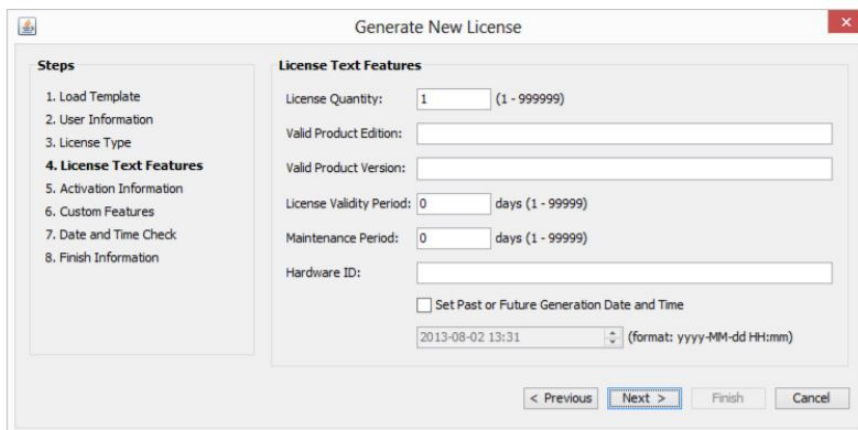 Generate New License
Steps
1. Load Template
2. User Information
3. License Type
4. License Text Features
5. Activation Information
6. Custom Features
7. Date and Time Check
8. Finish Information
License Text Features
License Quantity: 1 (1 - 999999)
Valid Product Edition:
Valid Product Version:
License Validity Period: 0 days (1 - 99999)
Maintenance Period: 0 days (1 - 99999)
Hardware ID:
Set Past or Future Generation Date and Time
2013-08-02 13:31 (format: yyyy-MM-dd HH:mm)
< Previous Next > Finish Cancel